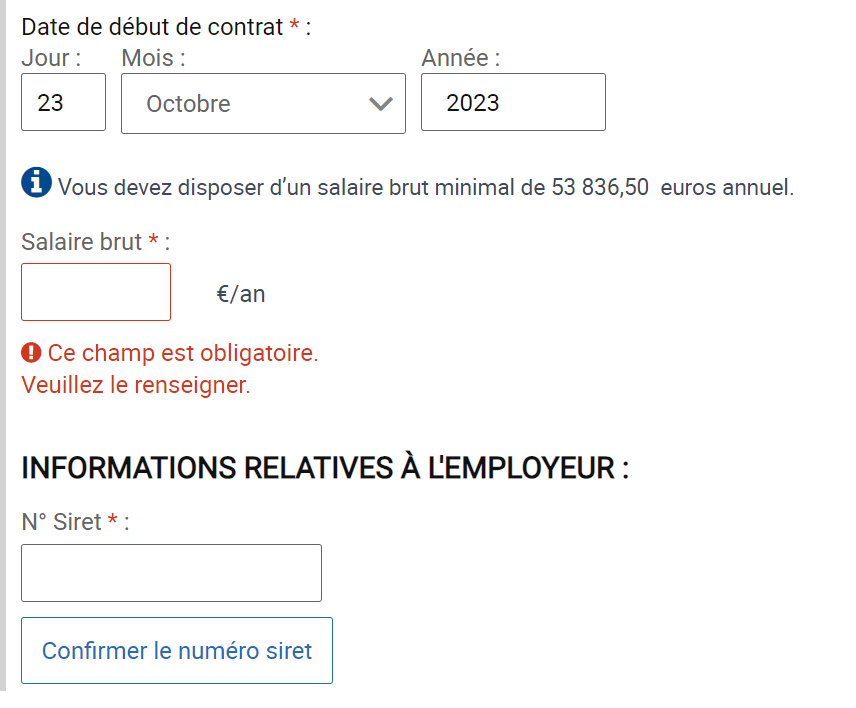 Date de début de contrat * :
Jour : Mois : Année :
23 Octobre 2023
Vous devez disposer d’un salaire brut minimal de 53 836,50  euros annuel.
Salaire brut * :
€/an
Ce champ est obligatoire.
Veuillez le renseigner.
INFORMATIONS RELATIVES À L'EMPLOYEUR :
N° Siret * :
Confirmer le numéro siret